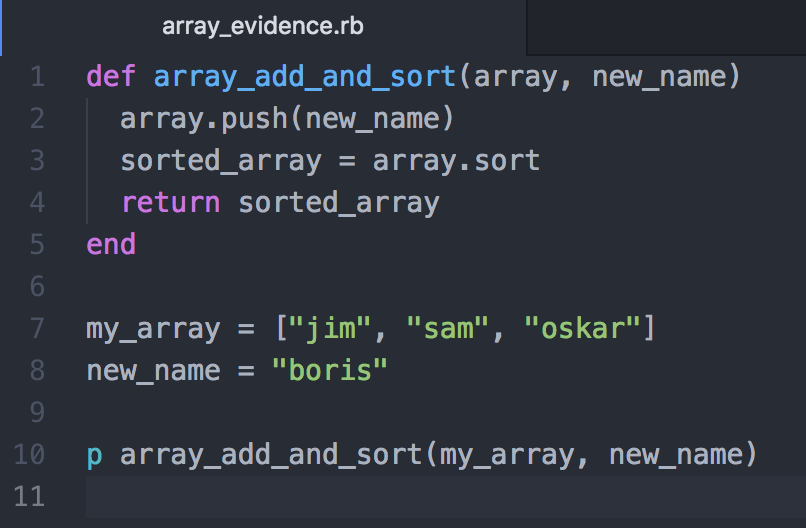 array_evidence.rb
1 def array_add_and_sort(array, new_name)
2   array.push(new_name)
3   sorted_array = array.sort
4   return sorted_array
5 end
6
7 my_array = ["jim", "sam", "oskar"]
8 new_name = "boris"
9
10 p array_add_and_sort(my_array, new_name)
11